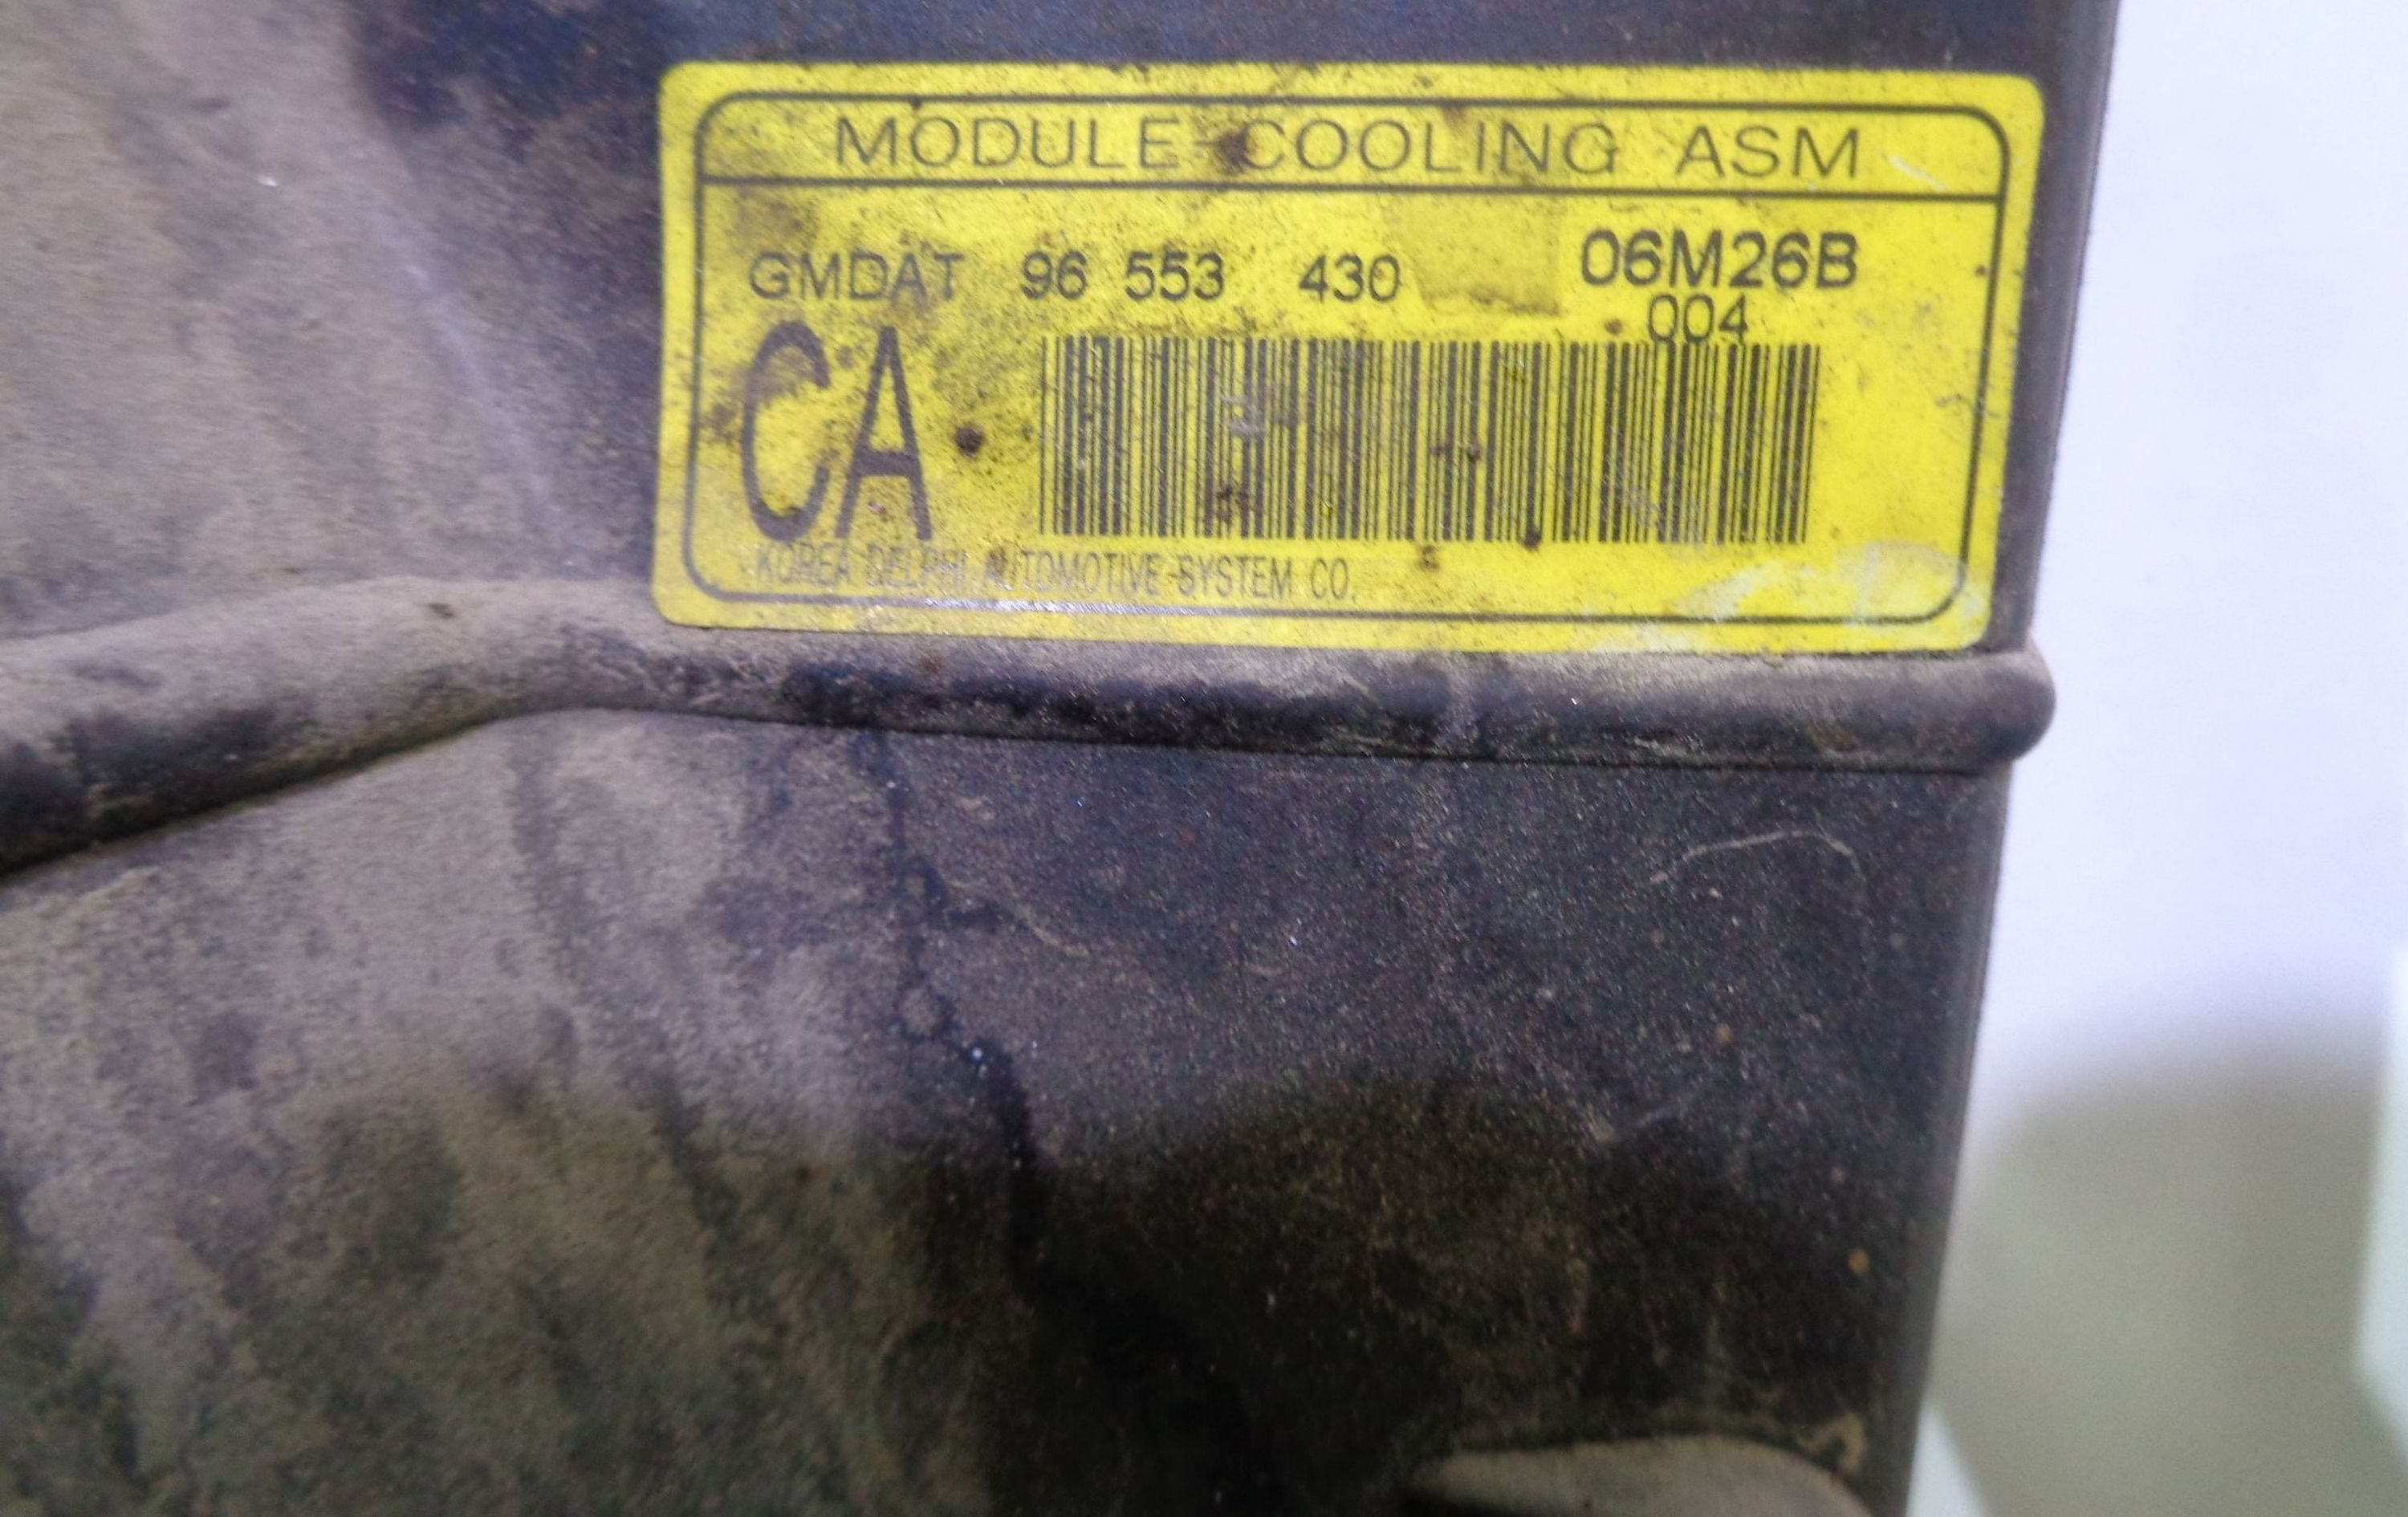 MODULE-COOLING ASM
GMDAT 96 553 430 06M26B
004
CA
KOREA DELPHI AUTOMOTIVE SYSTEM CO.